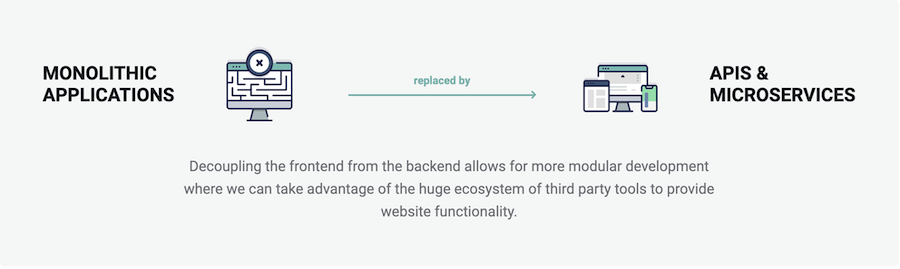 MONOLITHIC
APPLICATIONS
replaced by
APIS &
MICROSERVICES
Decoupling the frontend from the backend allows for more modular development
where we can take advantage of the huge ecosystem of third party tools to provide
website functionality.